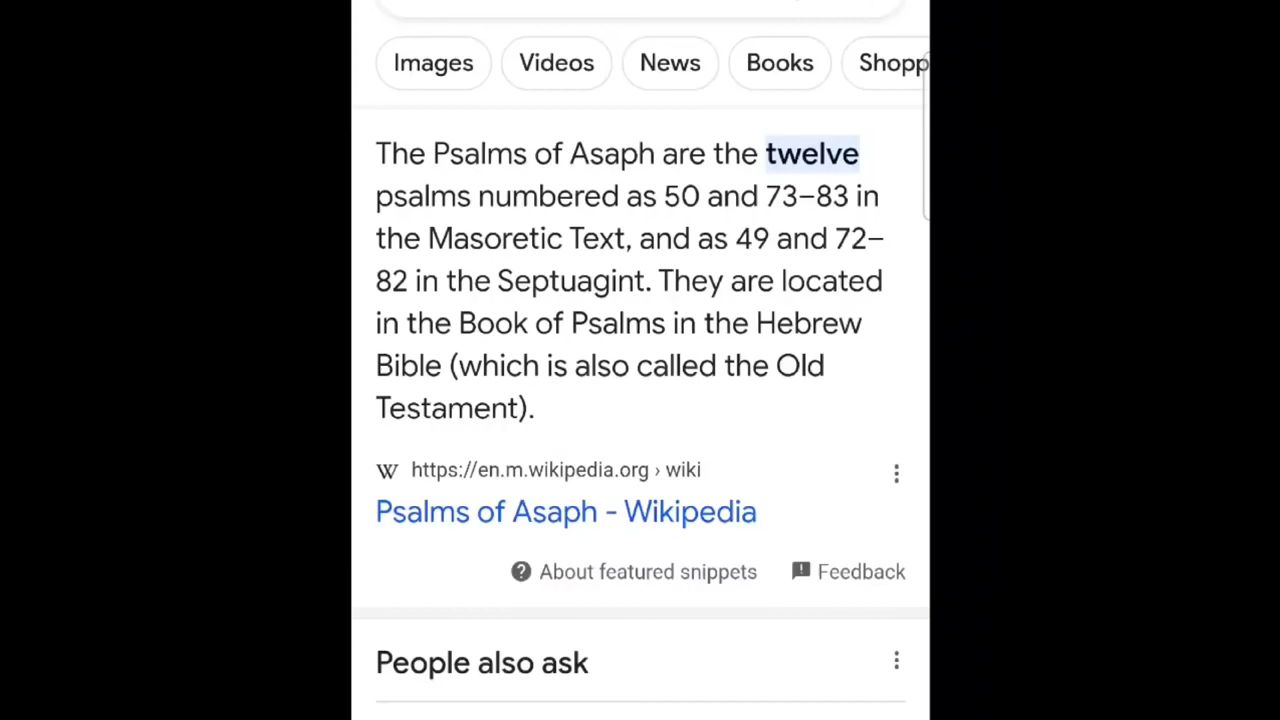 Images Videos News Books Shopp
The Psalms of Asaph are the twelve
psalms numbered as 50 and 73–83 in
the Masoretic Text, and as 49 and 72–
82 in the Septuagint. They are located
in the Book of Psalms in the Hebrew
Bible (which is also called the Old
Testament).
W https://en.m.wikipedia.org › wiki
Psalms of Asaph - Wikipedia
About featured snippets Feedback
People also ask